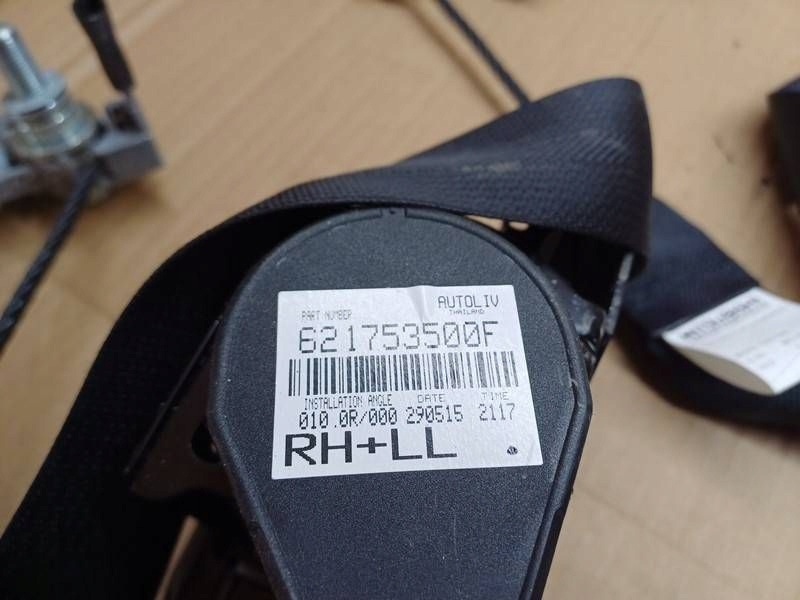 AUTOLIV
THAILAND
PART NUMBER
621753500F
INSTALLATION ANGLE DATE TIME
010.0R/000 290515 2117
RH+LL